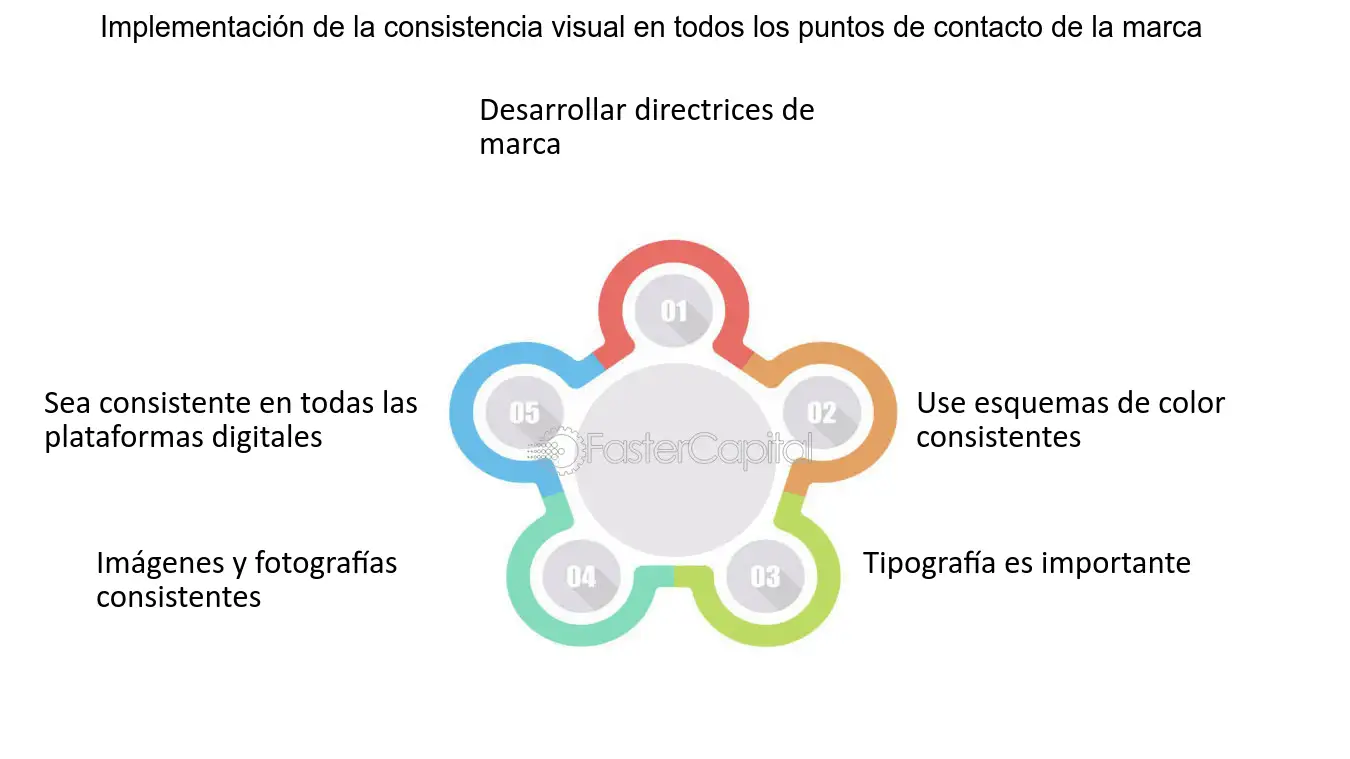 Implementación de la consistencia visual en todos los puntos de contacto de la marca
Desarrollar directrices de
marca
01
02
03
04
05
Use esquemas de color
consistentes
Tipografía es importante
Imágenes y fotografías
consistentes
Sea consistente en todas las
plataformas digitales
FasterCapital